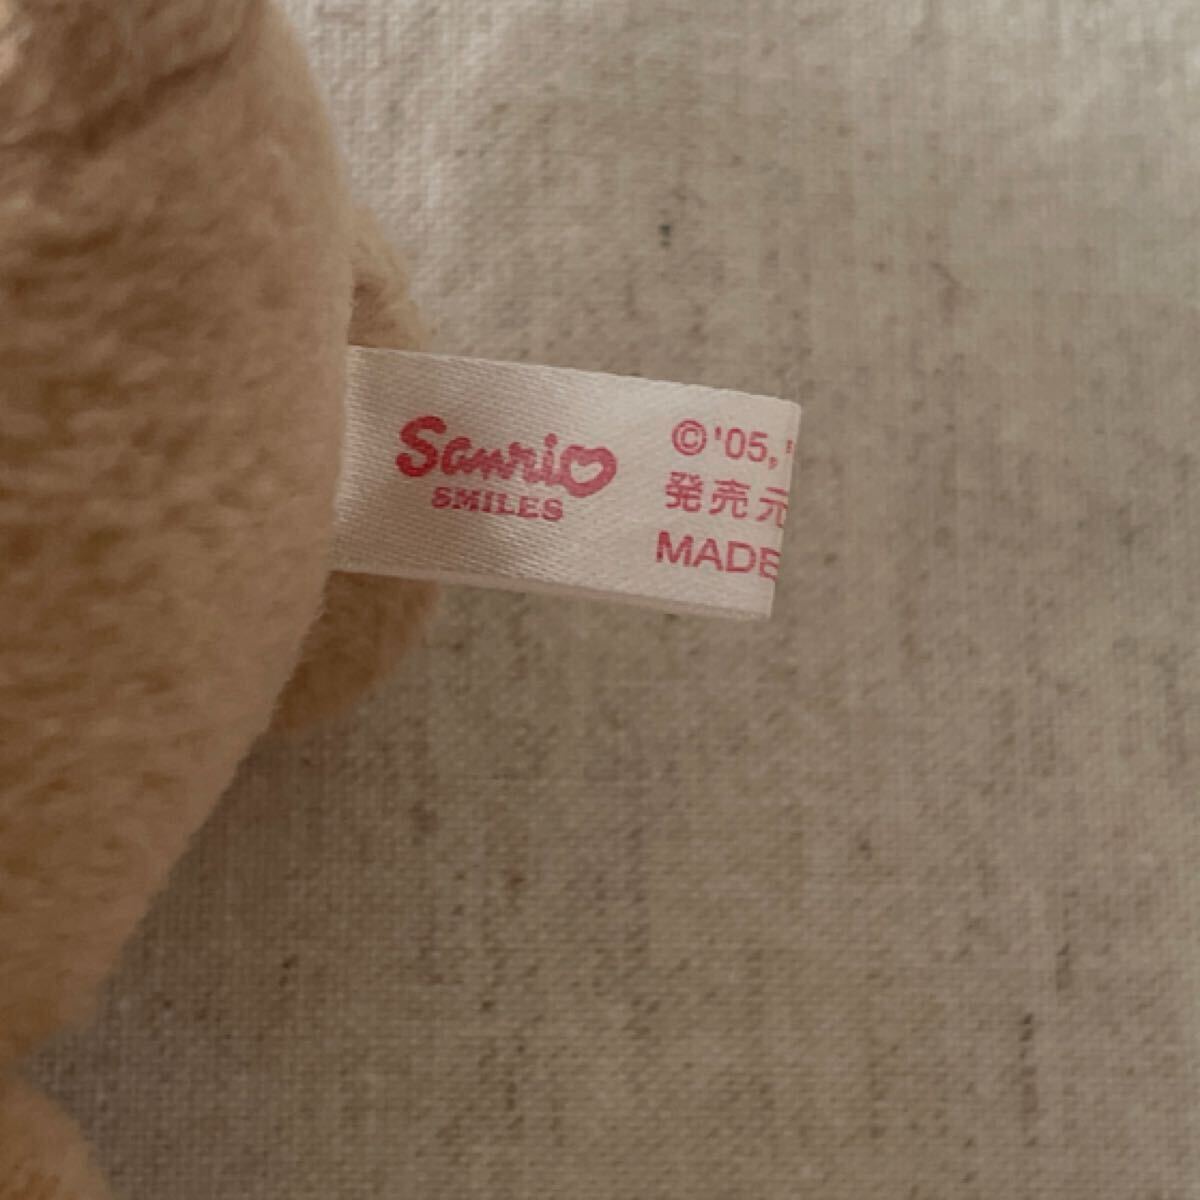 Sanrio
SMILES
©'05,
発売元
MADE